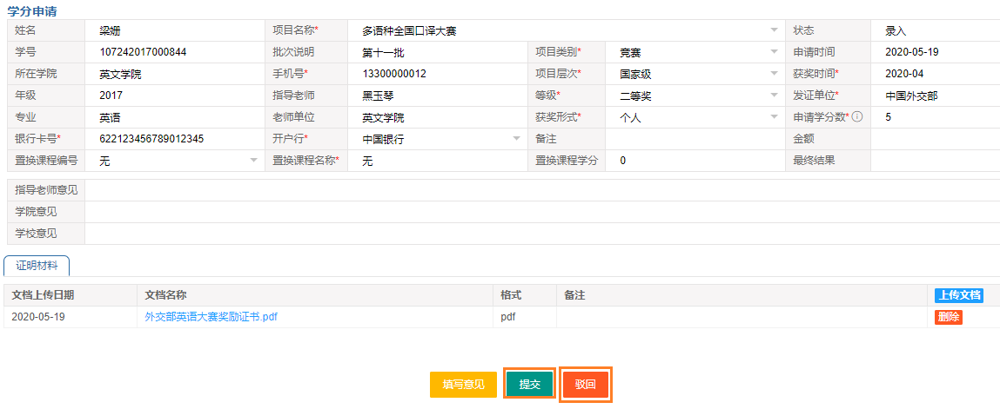 学分申请
姓名 梁姗 项目名称* 多语种全国口译大赛 状态 录入
学号 107242017000844 批次说明 第十一批 项目类别* 竞赛 申请时间 2020-05-19
所在学院 英文学院 手机号* 13300000012 项目层次* 国家级 获奖时间* 2020-04
年级 2017 指导老师 黑玉琴 等级* 二等奖 发证单位* 中国外交部
专业 英语 老师单位 英文学院 获奖形式* 个人 申请学分数* 5
银行卡号* 622123456789012345 开户行* 中国银行 备注 金额
置换课程编号 无 置换课程名称* 无 置换课程学分 0 最终结果
指导老师意见
学院意见
学校意见
证明材料
文档上传日期 文档名称 格式 备注 上传文档
2020-05-19 外交部英语大赛奖励证书.pdf pdf 删除
填写意见 提交 驳回